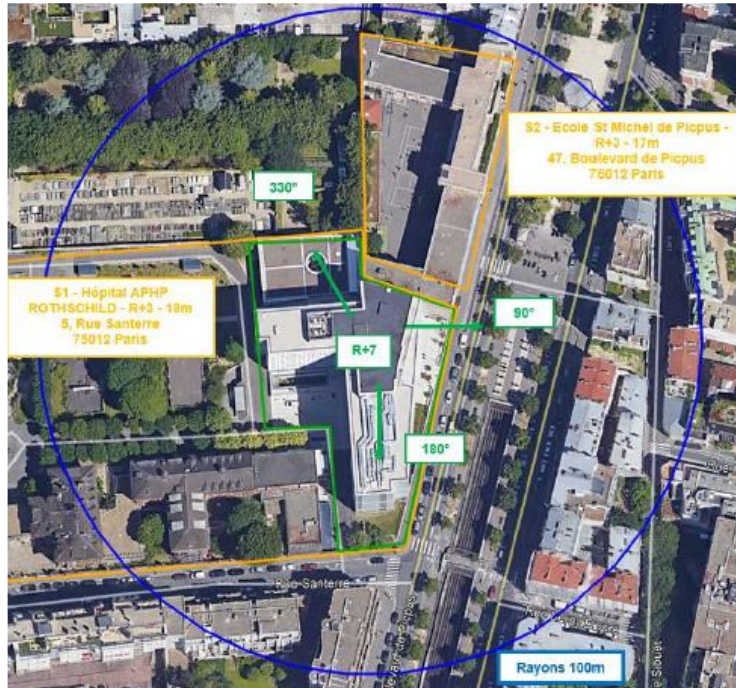 S2 - Ecole St Michel de Picpus -
R+3 - 17m
47, Boulevard de Picpus
75012 Paris
330°
S1 - Hôpital APHP
ROTHSCHILD - R+3 - 18m
5, Rue Santerre
75012 Paris
90°
R+7
180°
Rue Santerre
Rayons 100m